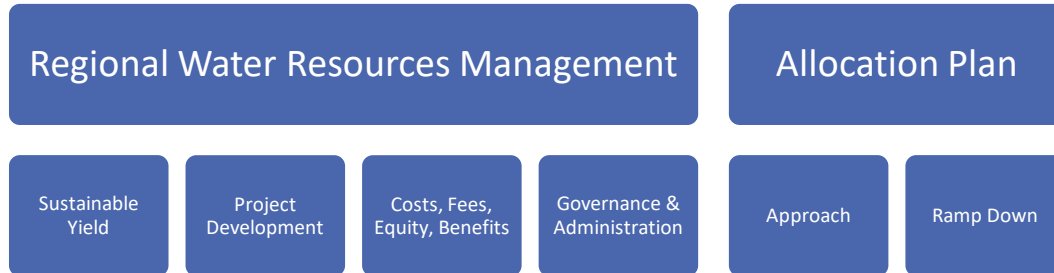 Regional Water Resources Management
Allocation Plan
Sustainable
Yield
Project
Development
Costs, Fees,
Equity, Benefits
Governance &
Administration
Approach
Ramp Down